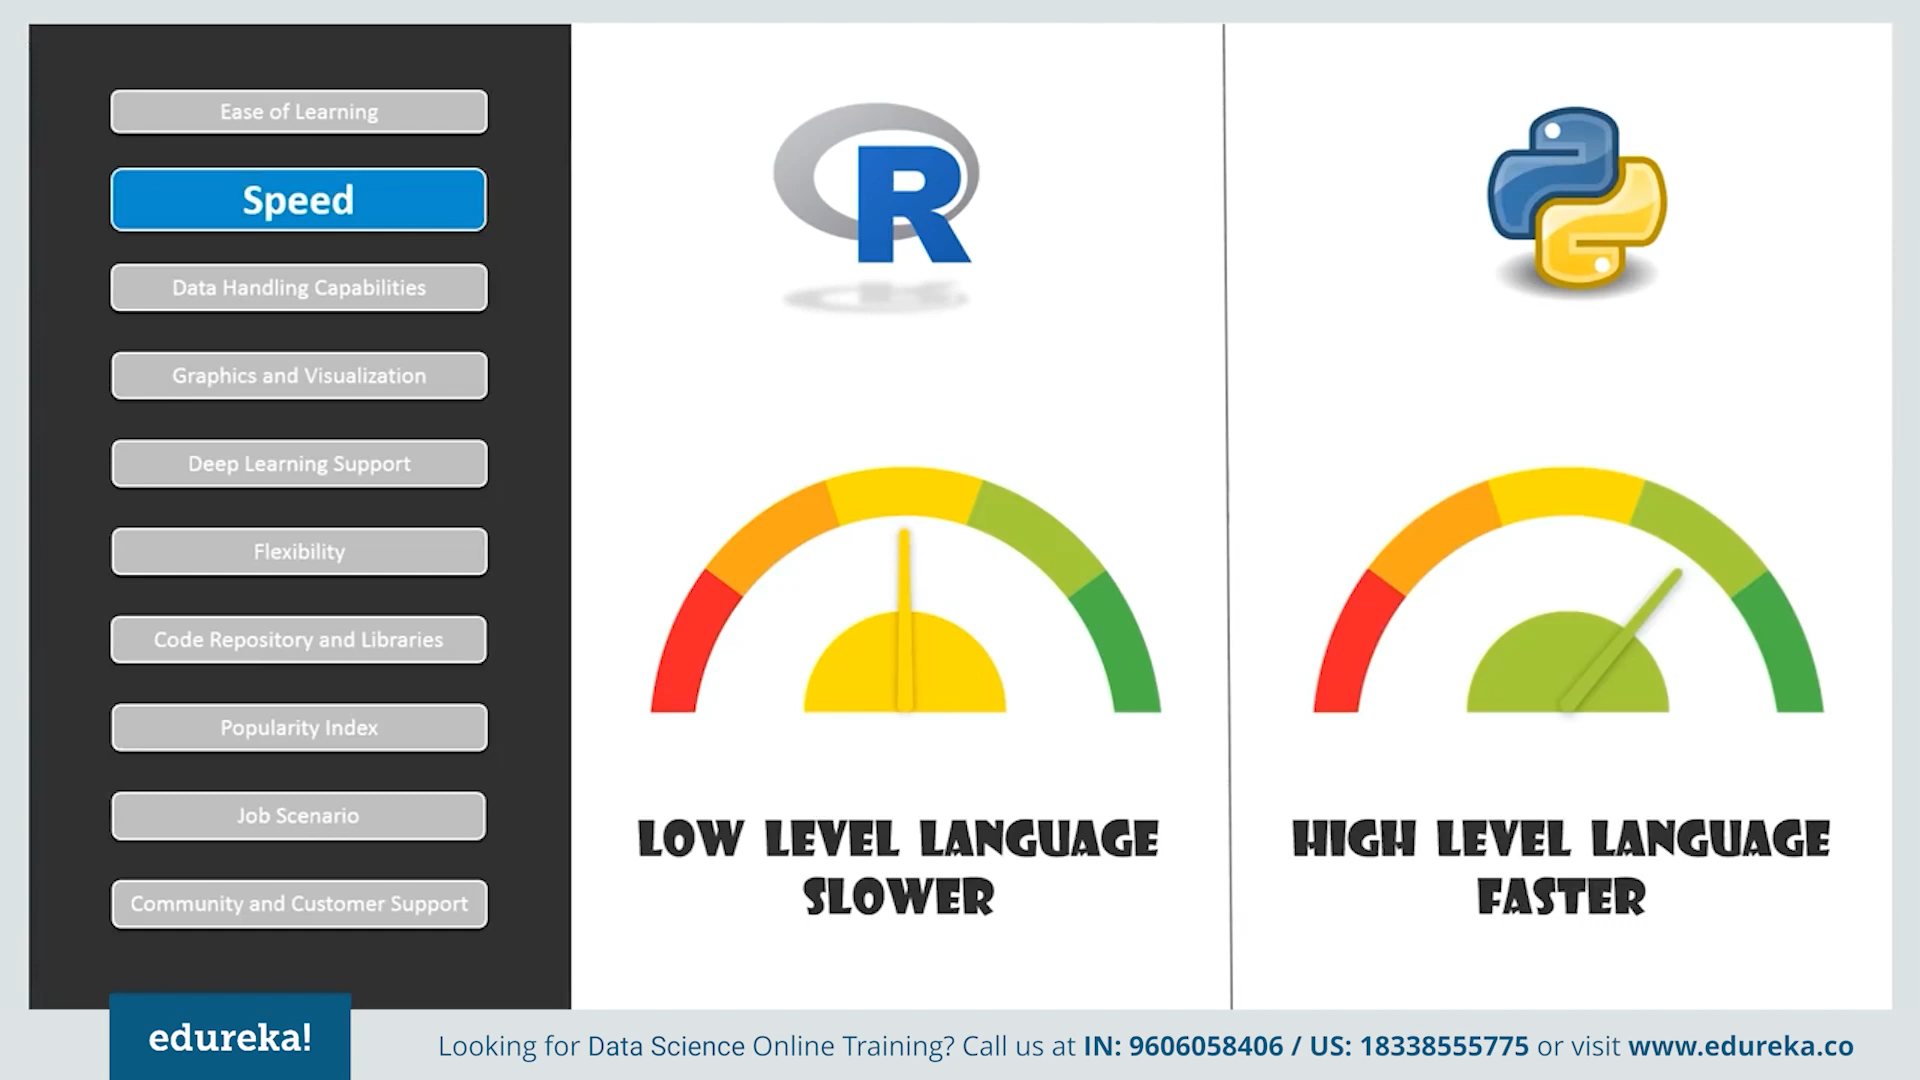 Ease of Learning
Speed
Data Handling Capabilities
Graphics and Visualization
Deep Learning Support
Flexibility
Code Repository and Libraries
Popularity Index
Job Scenario
Community and Customer Support
R
LOW LEVEL LANGUAGE
SLOWER
HIGH LEVEL LANGUAGE
FASTER
edureka!
Looking for Data Science Online Training? Call us at IN: 9606058406 / US: 18338555775 or visit www.edureka.co